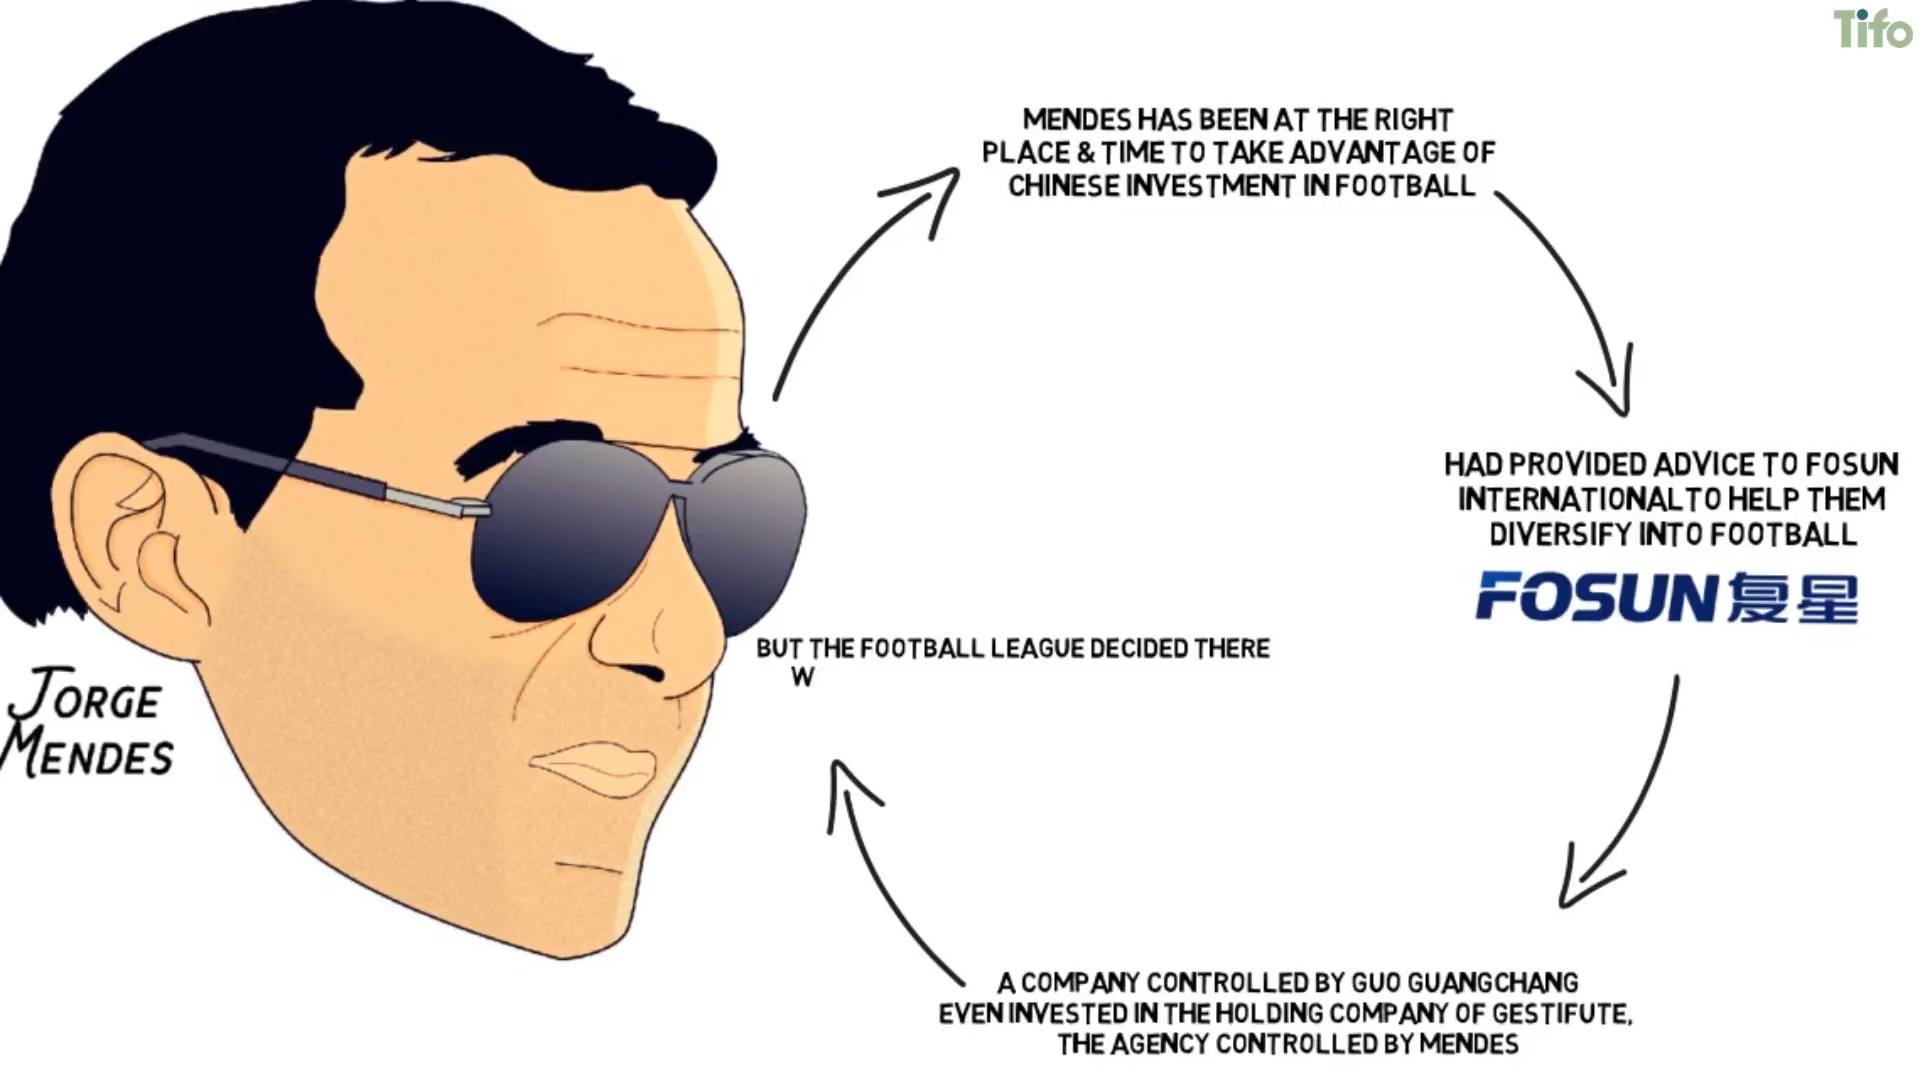 Tifo
MENDES HAS BEEN AT THE RIGHT
PLACE & TIME TO TAKE ADVANTAGE OF
CHINESE INVESTMENT IN FOOTBALL
HAD PROVIDED ADVICE TO FOSUN
INTERNATIONAL TO HELP THEM
DIVERSIFY INTO FOOTBALL
FOSUN 复星
BUT THE FOOTBALL LEAGUE DECIDED THERE
W
JORGE
MENDES
A COMPANY CONTROLLED BY GUO GUANGCHANG
EVEN INVESTED IN THE HOLDING COMPANY OF GESTIFUTE,
THE AGENCY CONTROLLED BY MENDES